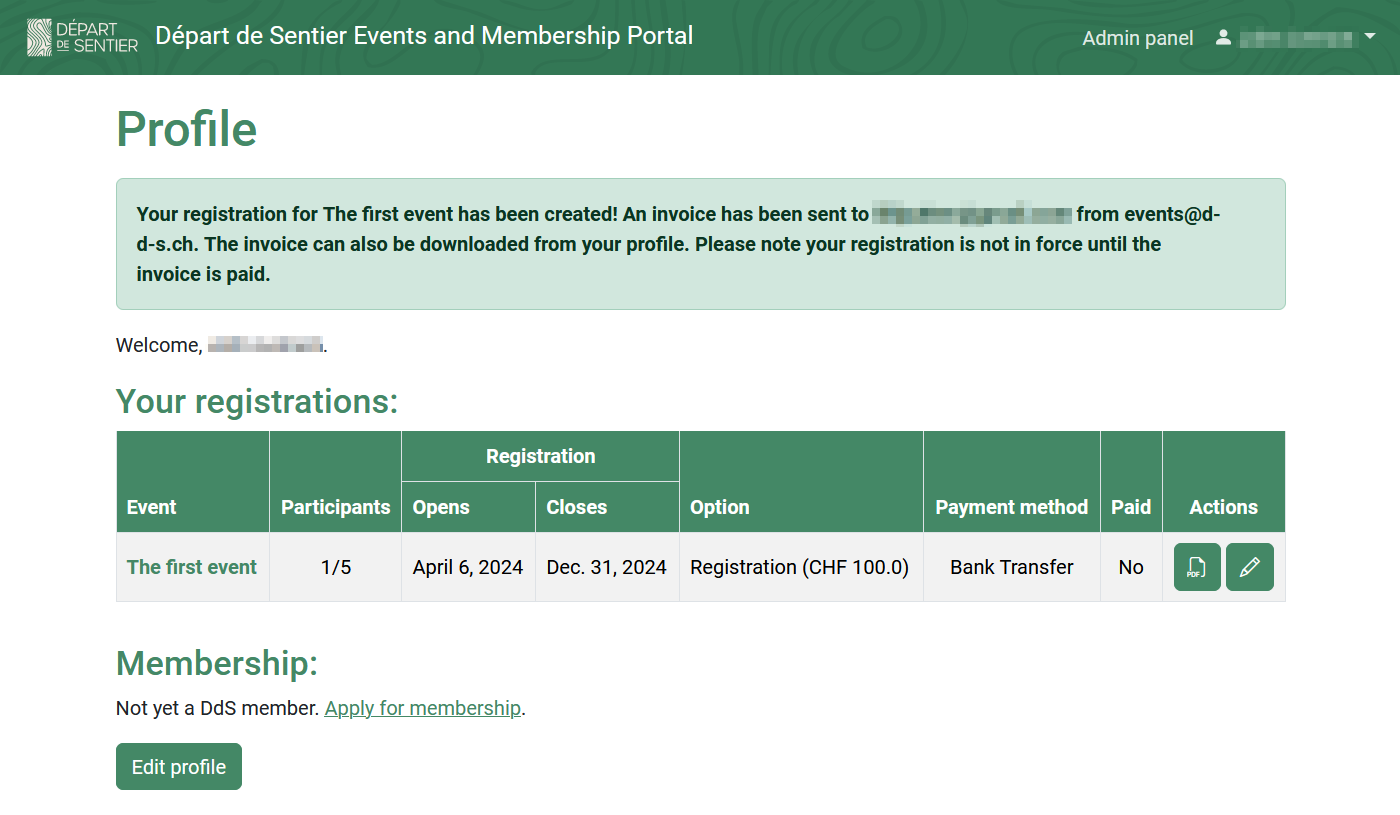 DÉPART
DE SENTIER
Départ de Sentier Events and Membership Portal
Admin panel
Profile
Your registration for The first event has been created! An invoice has been sent to from events@d-
d-s.ch. The invoice can also be downloaded from your profile. Please note your registration is not in force until the
invoice is paid.
Welcome, .
Your registrations:
Registration
Event Participants Opens Closes Option Payment method Paid Actions
The first event 1/5 April 6, 2024 Dec. 31, 2024 Registration (CHF 100.0) Bank Transfer No PDF
Membership:
Not yet a DdS member. Apply for membership.
Edit profile